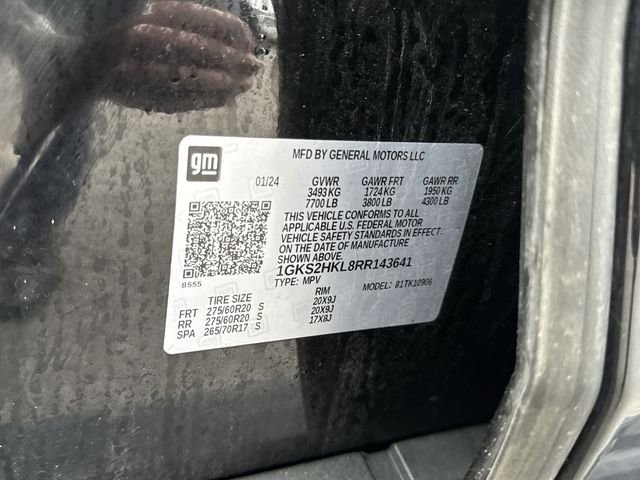 gm
MFD BY GENERAL MOTORS LLC
01/24 GVWR GAWR FRT GAWR RR
3493 KG 1724 KG 1950 KG
7700 LB 3800 LB 4300 LB
THIS VEHICLE CONFORMS TO ALL
APPLICABLE U.S. FEDERAL MOTOR
VEHICLE SAFETY STANDARDS IN EFFECT
ON THE DATE OF MANUFACTURE
SHOWN ABOVE.
1GKS2HKL8RR143641
8555
TYPE: MPV MODEL: 81TK10906
TIRE SIZE RIM
FRT 275/60R20 S 20X9J
RR 275/60R20 S 20X9J
SPA 265/70R17 S 17X8J